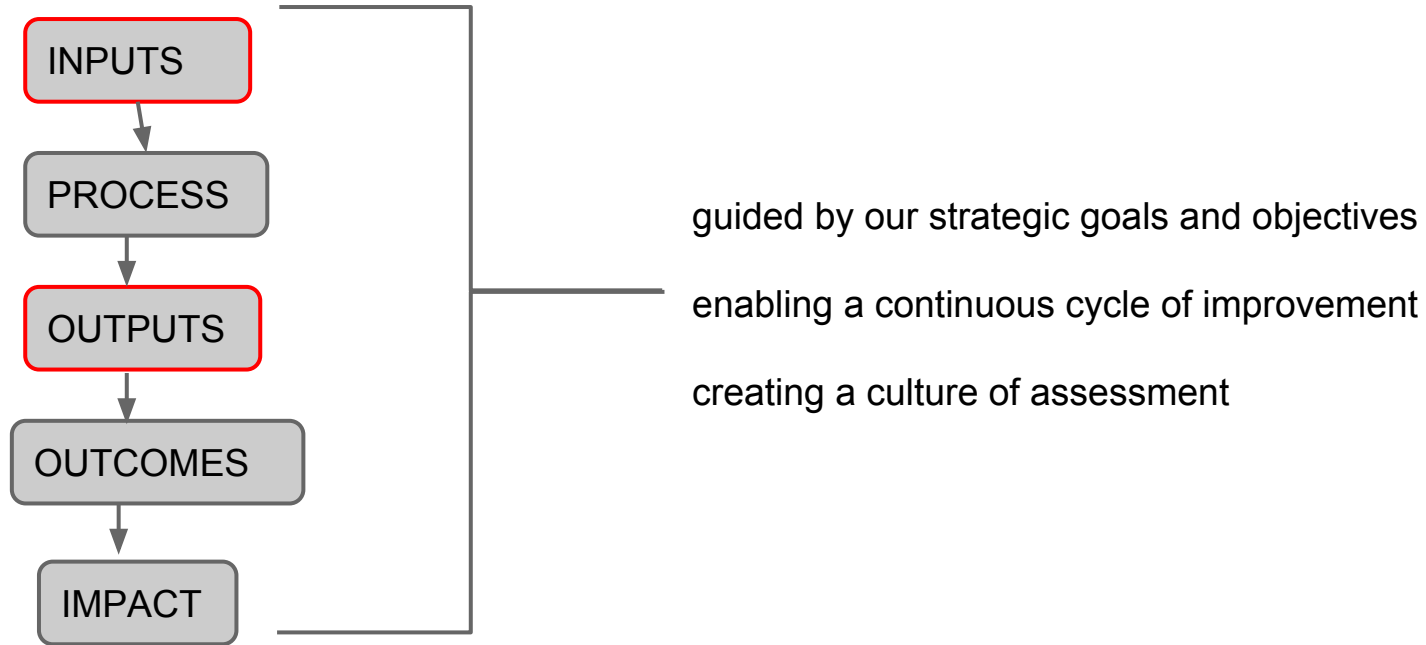 INPUTS
PROCESS
OUTPUTS
OUTCOMES
IMPACT
guided by our strategic goals and objectives
enabling a continuous cycle of improvement
creating a culture of assessment